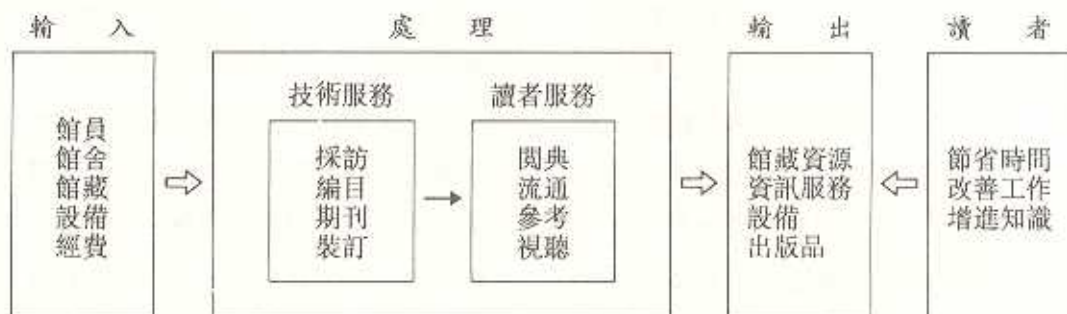 輸入
處理
輸出
讀者
館員
館舍
館藏
設備
經費
技術服務
採訪
編目
期刊
裝訂
讀者服務
閱典
流通
參考
視聽
館藏資源
資訊服務
設備
出版品
節省時間
改善工作
增進知識